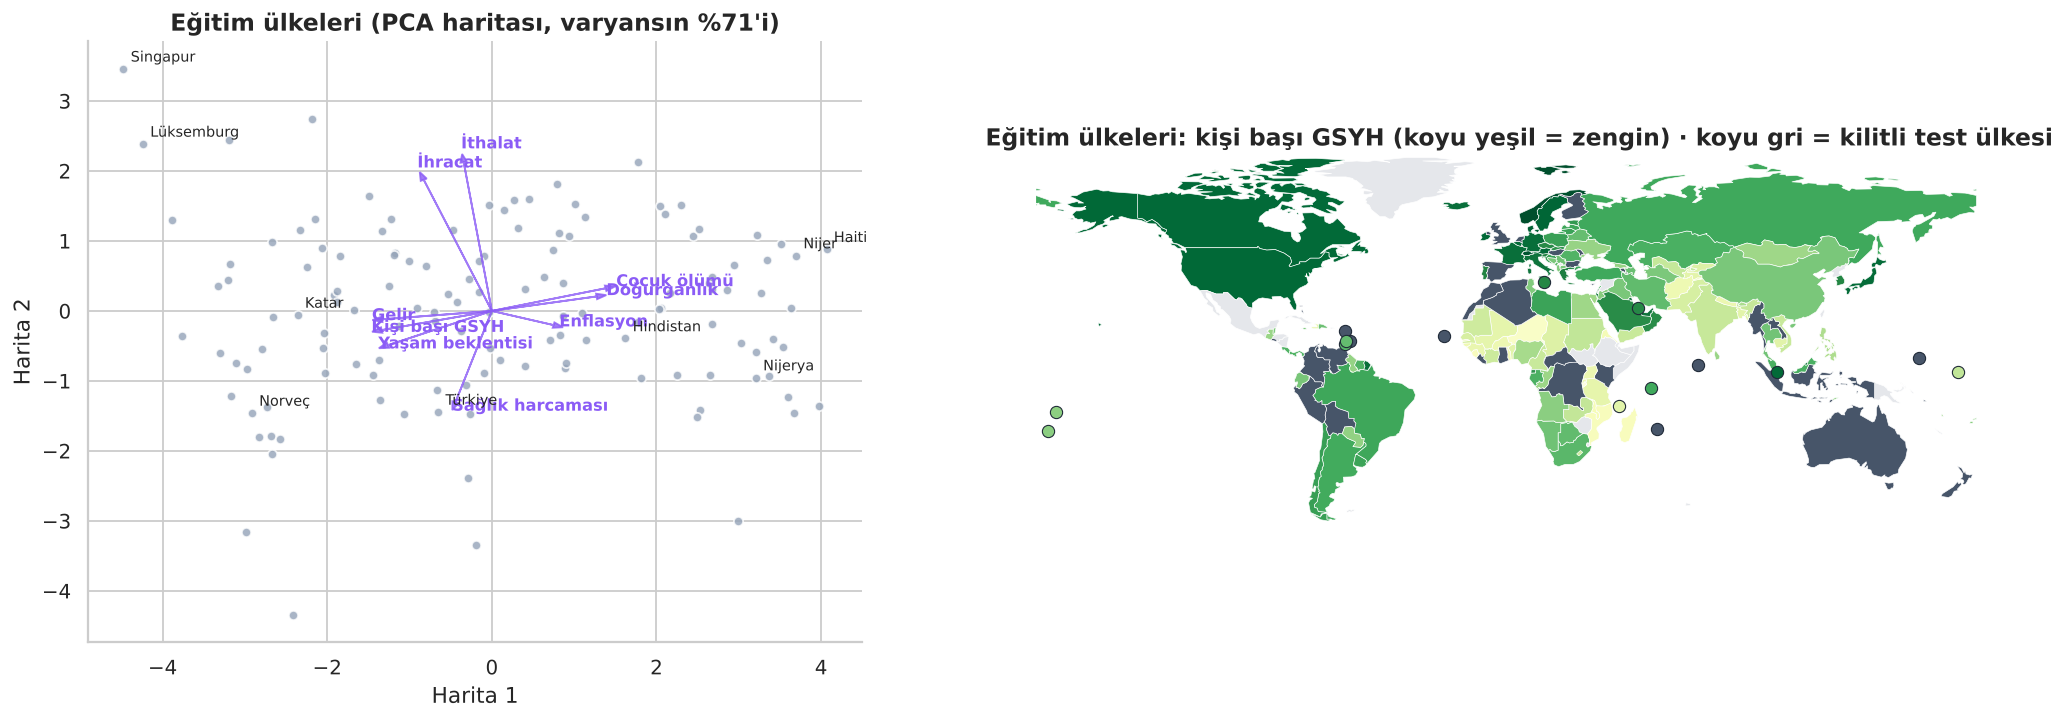 Eğitim ülkeleri (PCA haritası, varyansın %71'i)
Singapur
Lüksemburg
İthalat
İhracat
Nijer
Haiti
Çocuk ölümü
Doğurganlık
Katar
Gelir
Kişi başı GSYH
Enflasyon
Hindistan
Yaşam beklentisi
Nijerya
Norveç
Türkiye
Sağlık harcaması
3
2
1
0
−1
−2
−3
−4
−4
−2
0
2
4
Harita 1
Harita 2
Eğitim ülkeleri: kişi başı GSYH (koyu yeşil = zengin) · koyu gri = kilitli test ülkesi